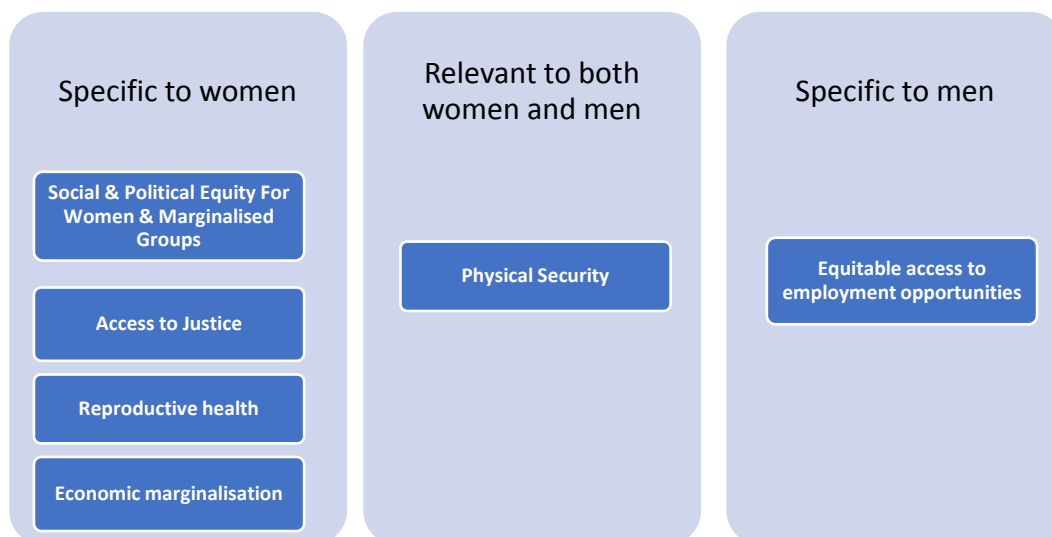 Specific to women
Social & Political Equity For
Women & Marginalised
Groups
Access to Justice
Reproductive health
Economic marginalisation
Relevant to both
women and men
Physical Security
Specific to men
Equitable access to
employment opportunities